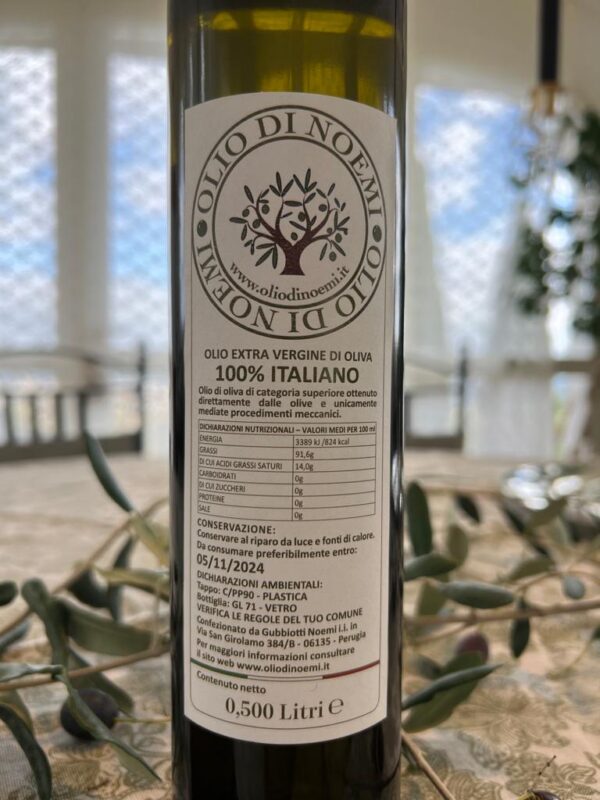 OLIO DI NOEMI • OLIO DI NOEMI •
www.oliodinoemi.it
OLIO EXTRA VERGINE DI OLIVA
100% ITALIANO
Olio di oliva di categoria superiore ottenuto
direttamente dalle olive e unicamente
mediate procedimenti meccanici.
DICHIARAZIONI NUTRIZIONALI – VALORI MEDI PER 100 ml
ENERGIA 3389 kJ /824 kcal
GRASSI 91,6g
DI CUI ACIDI GRASSI SATURI 14,0g
CARBOIDRATI 0g
DI CUI ZUCCHERI 0g
PROTEINE 0g
SALE 0g
CONSERVAZIONE:
Conservare al riparo da luce e fonti di calore.
Da consumare preferibilmente entro:
05/11/2024
DICHIARAZIONI AMBIENTALI:
Tappo: C/PP90 - PLASTICA
Bottiglia: GL 71 - VETRO
VERIFICA LE REGOLE DEL TUO COMUNE
Confezionato da Gubbiotti Noemi i.i. in
Via San Girolamo 384/B - 06135 - Perugia
Per maggiori informazioni consultare
il sito web www.oliodinoemi.it
Contenuto netto
0,500 Litri ℮